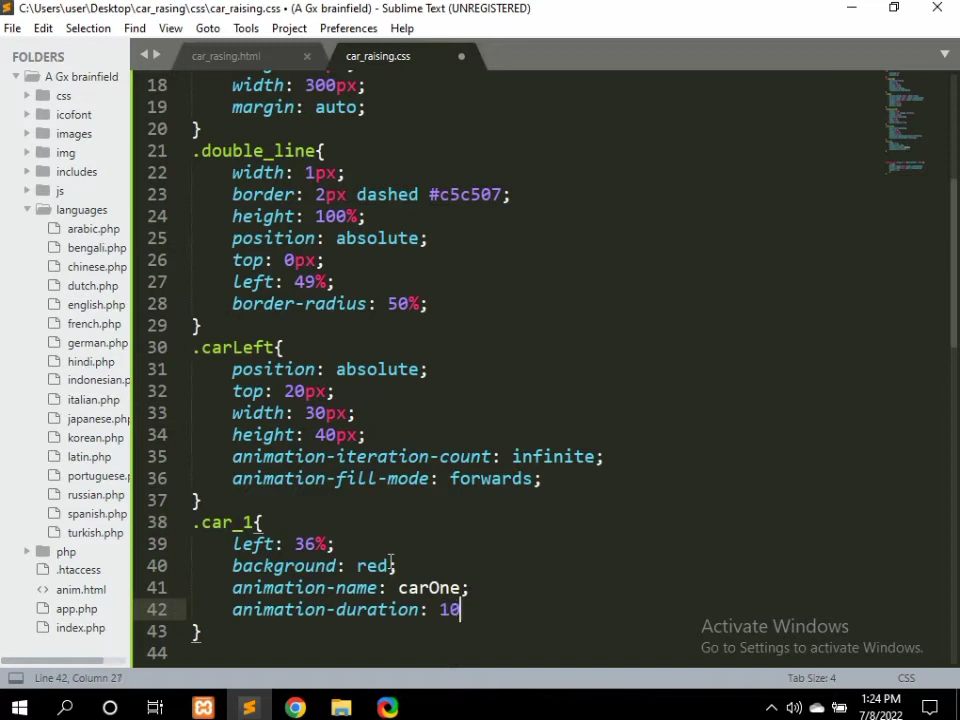 C:\Users\user\Desktop\car_rasing\css\car_raising.css • (A Gx brainfield) - Sublime Text (UNREGISTERED)
File Edit Selection Find View Goto Tools Project Preferences Help
FOLDERS
A Gx brainfield
css
icofont
images
img
includes
js
languages
arabic.php
bengali.php
chinese.php
dutch.php
english.php
french.php
german.php
hindi.php
indonesian.p
italian.php
japanese.php
korean.php
latin.php
portuguese.p
russian.php
spanish.php
turkish.php
php
.htaccess
<> anim.html
app.php
index.php
car_rasing.html × car_raising.css
18 width: 300px;
19 margin: auto;
20 }
21 .double_line{
22 width: 1px;
23 border: 2px dashed #c5c507;
24 height: 100%;
25 position: absolute;
26 top: 0px;
27 left: 49%;
28 border-radius: 50%;
29 }
30 .carLeft{
31 position: absolute;
32 top: 20px;
33 width: 30px;
34 height: 40px;
35 animation-iteration-count: infinite;
36 animation-fill-mode: forwards;
37 }
38 .car_1{
39 left: 36%;
40 background: red;
41 animation-name: carOne;
42 animation-duration: 10
43 }
44
Activate Windows
Go to Settings to activate Windows.
Line 42, Column 27 Tab Size: 4 CSS
1:24 PM
7/8/2022